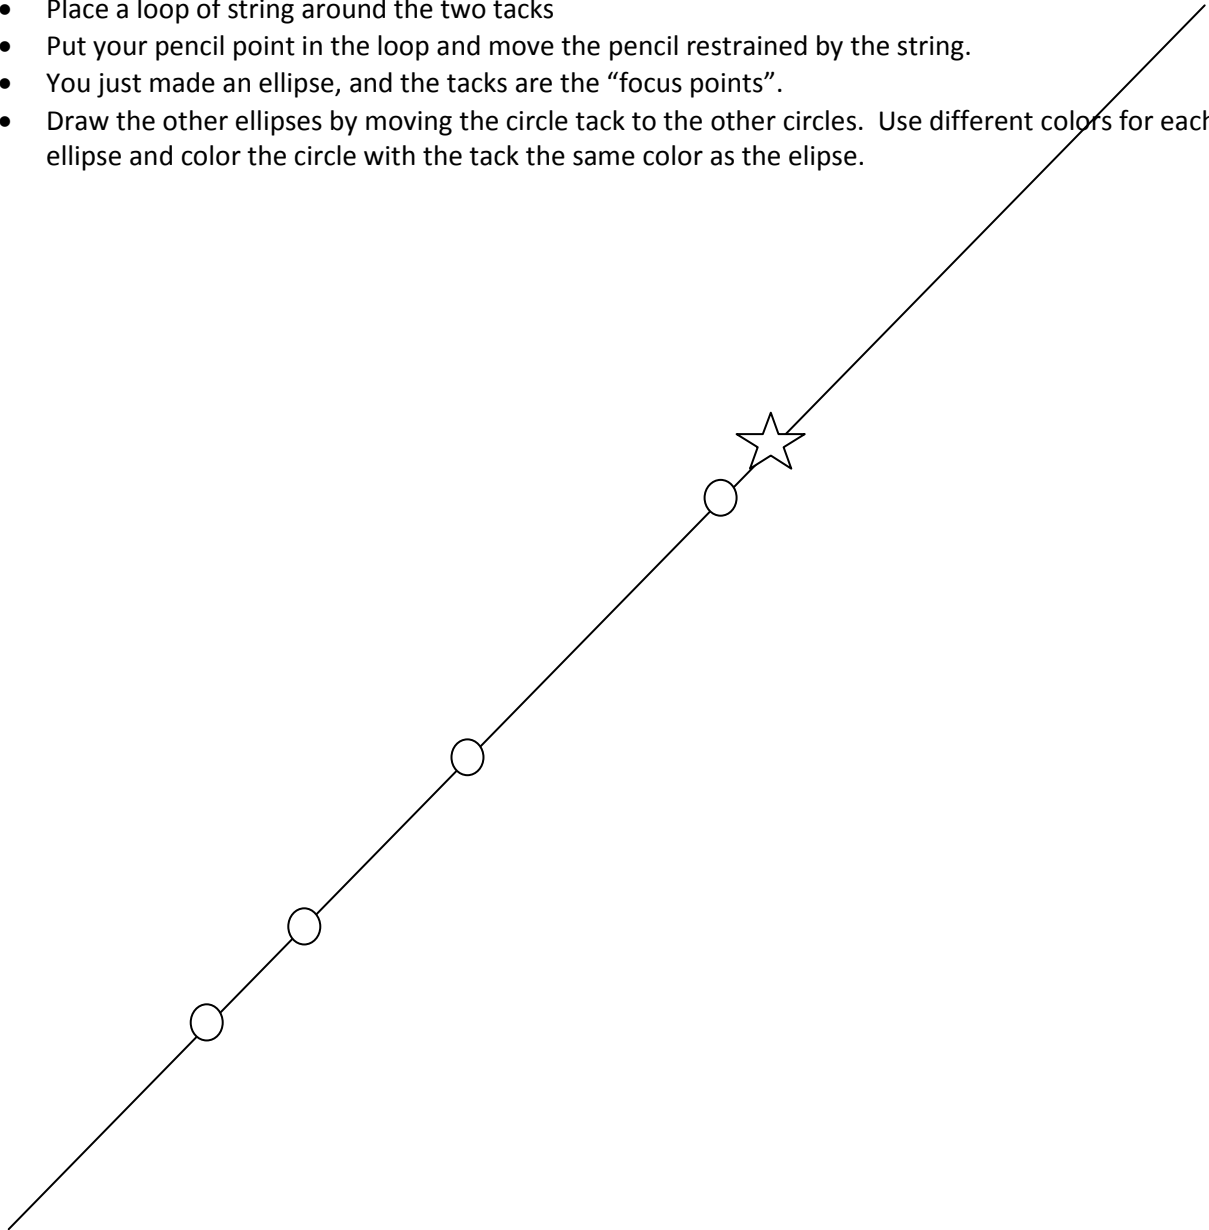 • Place a loop of string around the two tacks
• Put your pencil point in the loop and move the pencil restrained by the string.
• You just made an ellipse, and the tacks are the “focus points”.
• Draw the other ellipses by moving the circle tack to the other circles.  Use different colors for each
ellipse and color the circle with the tack the same color as the elipse.